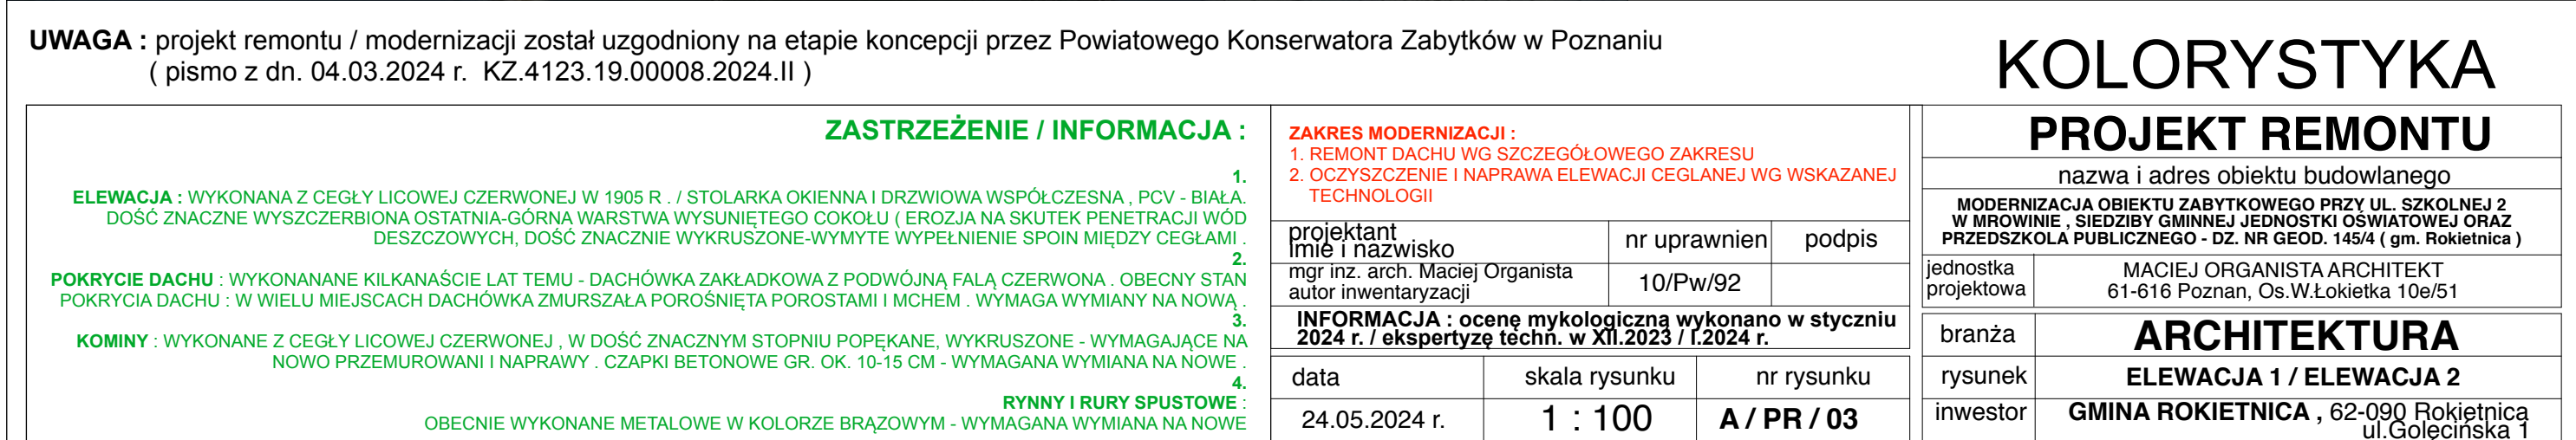 UWAGA : projekt remontu / modernizacji został uzgodniony na etapie koncepcji przez Powiatowego Konserwatora Zabytków w Poznaniu
( pismo z dn. 04.03.2024 r. KZ.4123.19.00008.2024.II )
ZASTRZEŻENIE / INFORMACJA :
1.
ELEWACJA : WYKONANA Z CEGŁY LICOWEJ CZERWONEJ W 1905 R . / STOLARKA OKIENNA I DRZWIOWA WSPÓŁCZESNA , PCV - BIAŁA.
DOŚĆ ZNACZNE WYSZCZERBIONA OSTATNIA-GÓRNA WARSTWA WYSUNIĘTEGO COKOŁU ( EROZJA NA SKUTEK PENETRACJI WÓD
DESZCZOWYCH, DOŚĆ ZNACZNIE WYKRUSZONE-WYMYTE WYPEŁNIENIE SPOIN MIĘDZY CEGŁAMI .
2.
POKRYCIE DACHU : WYKONANANE KILKANAŚCIE LAT TEMU - DACHÓWKA ZAKŁADKOWA Z PODWÓJNĄ FALĄ CZERWONA . OBECNY STAN
POKRYCIA DACHU : W WIELU MIEJSCACH DACHÓWKA ZMURSZAŁA POROŚNIĘTA POROSTAMI I MCHEM . WYMAGA WYMIANY NA NOWĄ .
3.
KOMINY : WYKONANE Z CEGŁY LICOWEJ CZERWONEJ , W DOŚĆ ZNACZNYM STOPNIU POPĘKANE, WYKRUSZONE - WYMAGAJĄCE NA
NOWO PRZEMUROWANI I NAPRAWY . CZAPKI BETONOWE GR. OK. 10-15 CM - WYMAGANA WYMIANA NA NOWE .
4.
RYNNY I RURY SPUSTOWE :
OBECNIE WYKONANE METALOWE W KOLORZE BRĄZOWYM - WYMAGANA WYMIANA NA NOWE
ZAKRES MODERNIZACJI :
1. REMONT DACHU WG SZCZEGÓŁOWEGO ZAKRESU
2. OCZYSZCZENIE I NAPRAWA ELEWACJI CEGLANEJ WG WSKAZANEJ
TECHNOLOGII
projektant
imie i nazwisko
nr uprawnien
podpis
mgr inz. arch. Maciej Organista
autor inwentaryzacji
10/Pw/92
INFORMACJA : ocenę mykologiczną wykonano w styczniu
2024 r. / ekspertyzę techn. w XII.2023 / I.2024 r.
data
skala rysunku
nr rysunku
24.05.2024 r.
1 : 100
A / PR / 03
KOLORYSTYKA
PROJEKT REMONTU
nazwa i adres obiektu budowlanego
MODERNIZACJA OBIEKTU ZABYTKOWEGO PRZY UL. SZKOLNEJ 2
W MROWINIE , SIEDZIBY GMINNEJ JEDNOSTKI OŚWIATOWEJ ORAZ
PRZEDSZKOLA PUBLICZNEGO - DZ. NR GEOD. 145/4 ( gm. Rokietnica )
jednostka
projektowa
MACIEJ ORGANISTA ARCHITEKT
61-616 Poznan, Os.W.Łokietka 10e/51
branża
ARCHITEKTURA
rysunek
ELEWACJA 1 / ELEWACJA 2
inwestor
GMINA ROKIETNICA , 62-090 Rokietnica
ul.Golęcińska 1